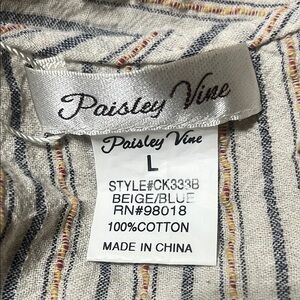 Paisley Vine
Paisley Vine
L
STYLE#CK333B
BEIGE/BLUE
RN#98018
100%COTTON
MADE IN CHINA